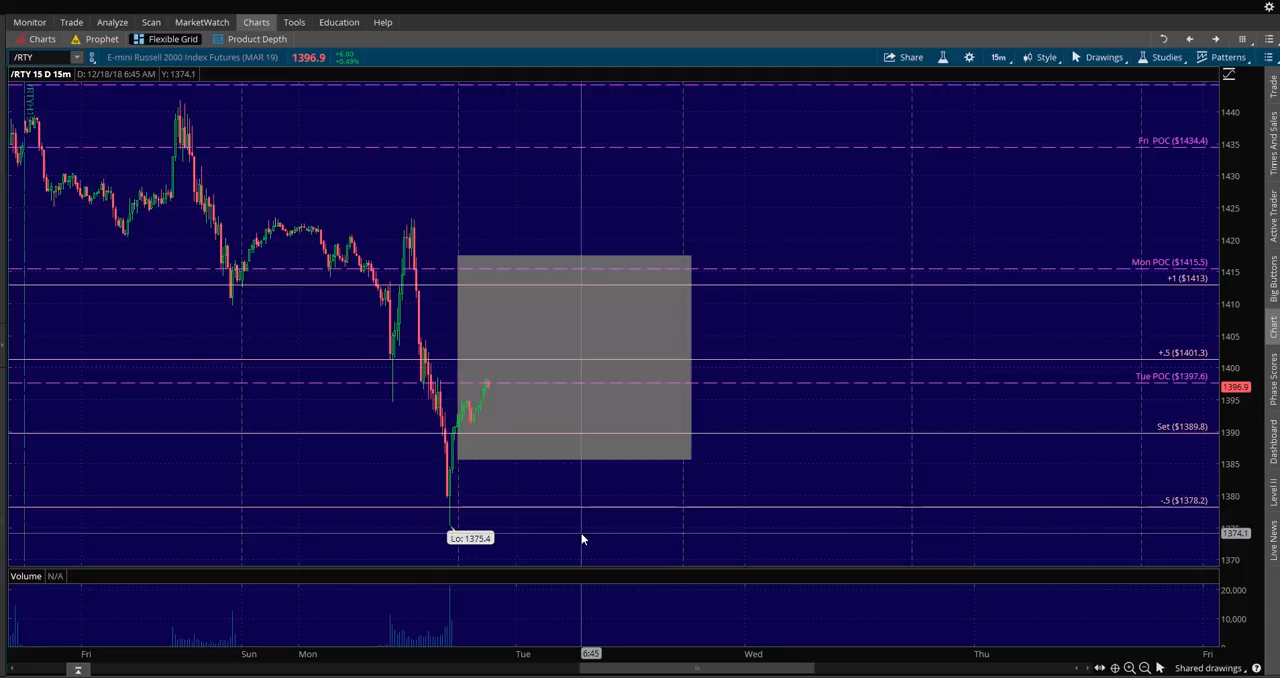 Monitor Trade Analyze Scan MarketWatch Charts Tools Education Help
Charts Prophet Flexible Grid Product Depth
/RTY E-mini Russell 2000 Index Futures (MAR 19) 1396.9 +6.80 +0.49% Share 15m Style Drawings Studies Patterns
/RTY 15 D 15m D: 12/18/18 6:45 AM Y: 1374.1
1440
Fri POC ($1434.4)
1435
1430
1425
1420
Mon POC ($1415.5)
1415
+1 ($1413)
1410
1405
+.5 ($1401.3)
1400
Tue POC ($1397.6)
1396.9
1395
Set ($1389.8)
1390
1385
1380
-.5 ($1378.2)
Lo: 1375.4
1374.1
1370
Volume N/A
20,000
10,000
Fri Sun Mon Tue 6:45 Wed Thu Fri
Shared drawings
Trade
Times And Sales
Active Trader
Big Buttons
Chart
Phase Scores
Dashboard
Level II
Live News